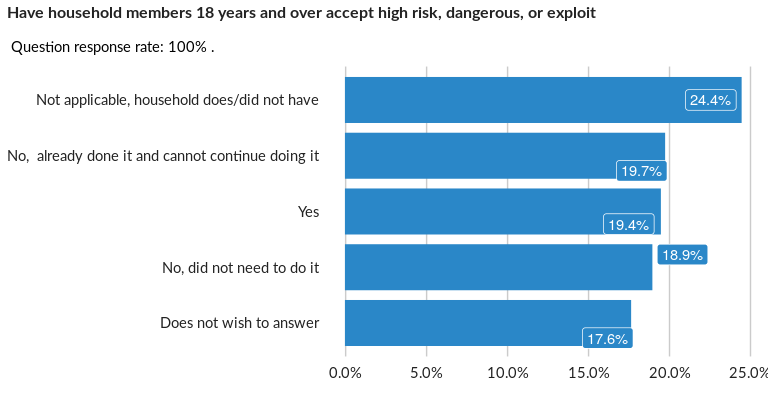 Have household members 18 years and over accept high risk, dangerous, or exploit
Question response rate: 100% .
Not applicable, household does/did not have
24.4%
No,  already done it and cannot continue doing it
19.7%
Yes
19.4%
No, did not need to do it
18.9%
Does not wish to answer
17.6%
0.0% 5.0% 10.0% 15.0% 20.0% 25.0%